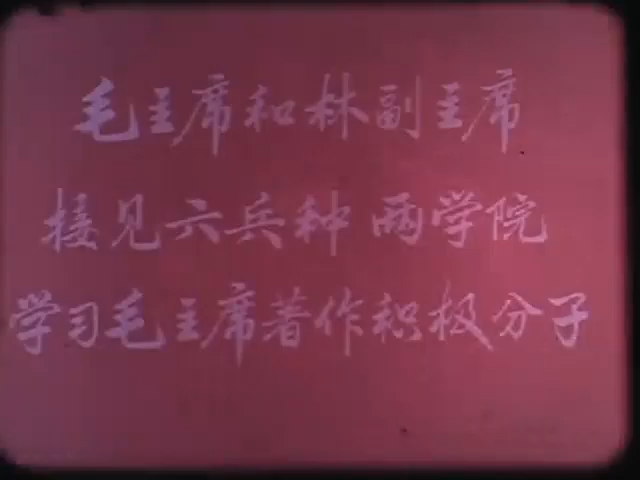 毛主席和林副主席
接见六兵种两学院
学习毛主席著作积极分子